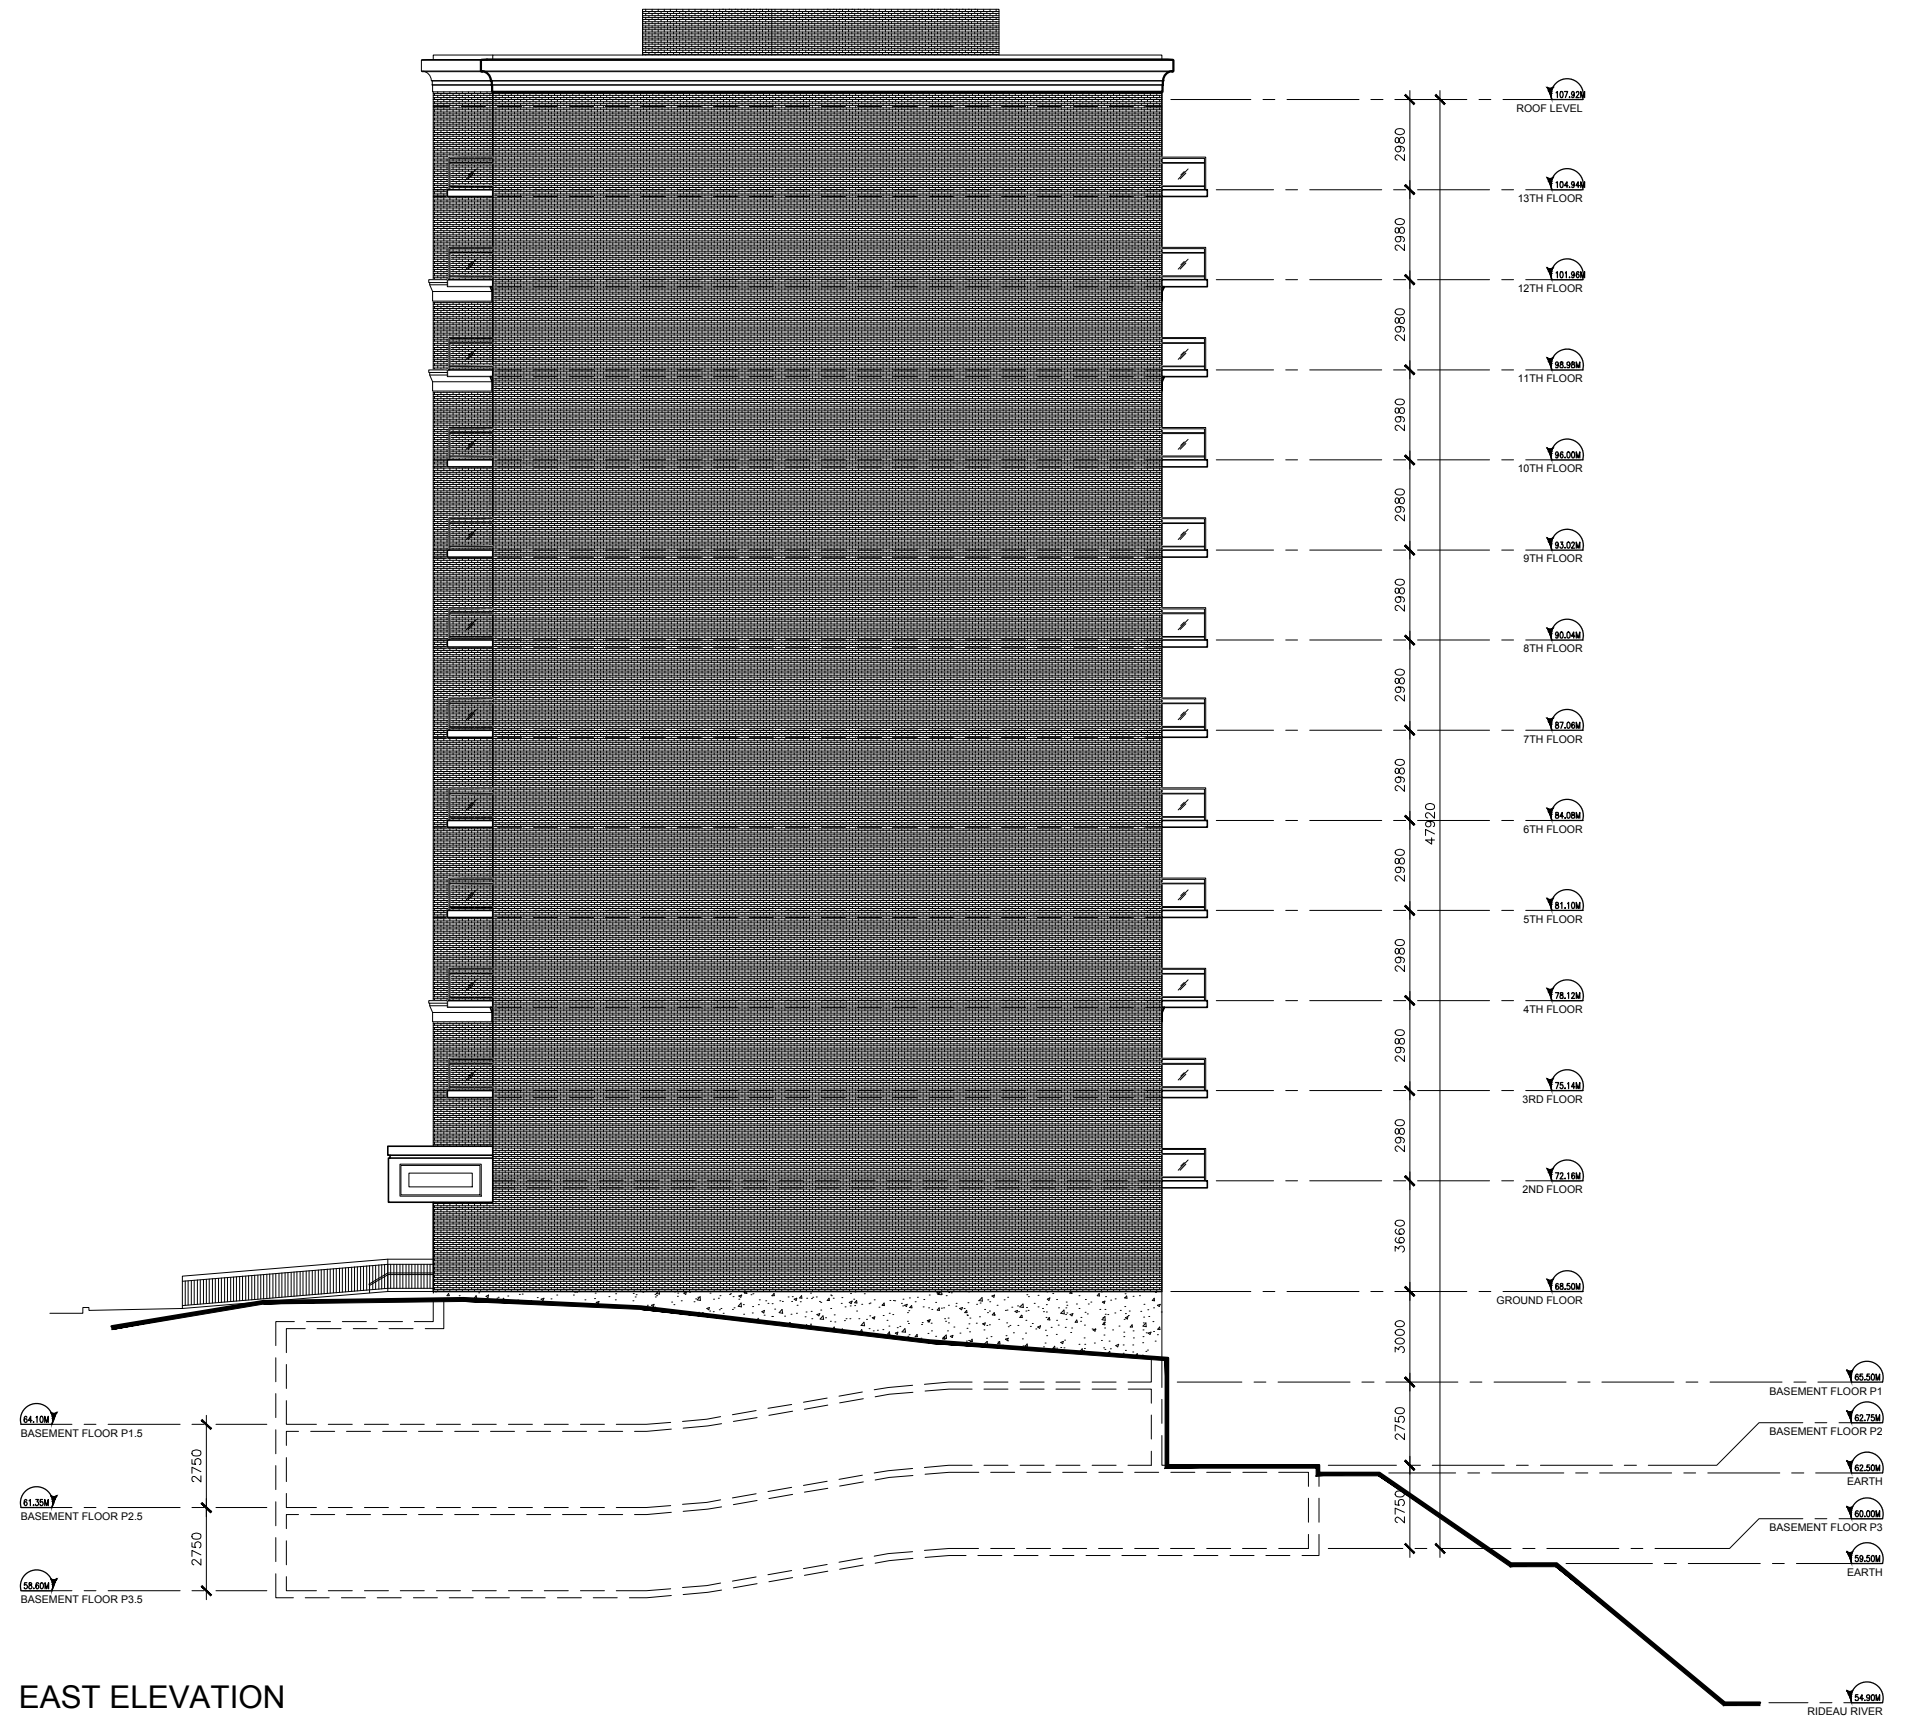 107.92M
ROOF LEVEL
2980
104.94M
13TH FLOOR
2980
101.96M
12TH FLOOR
2980
98.98M
11TH FLOOR
2980
96.00M
10TH FLOOR
2980
93.02M
9TH FLOOR
2980
90.04M
8TH FLOOR
2980
87.06M
7TH FLOOR
2980
84.08M
6TH FLOOR
47920
2980
81.10M
5TH FLOOR
2980
78.12M
4TH FLOOR
2980
75.14M
3RD FLOOR
2980
72.16M
2ND FLOOR
3660
68.50M
GROUND FLOOR
3000
65.50M
BASEMENT FLOOR P1
2750
62.75M
BASEMENT FLOOR P2
62.50M
EARTH
2750
60.00M
BASEMENT FLOOR P3
59.50M
EARTH
64.10M
BASEMENT FLOOR P1.5
2750
61.35M
BASEMENT FLOOR P2.5
2750
58.60M
BASEMENT FLOOR P3.5
54.90M
RIDEAU RIVER
EAST ELEVATION